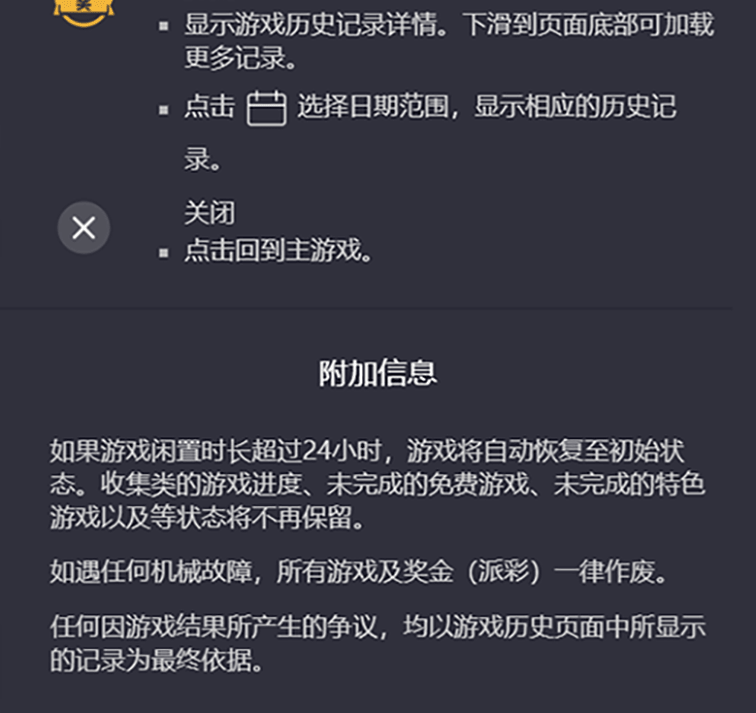 奖
显示游戏历史记录详情。下滑到页面底部可加载
更多记录。
点击 选择日期范围，显示相应的历史记
录。
关闭
点击回到主游戏。
附加信息
如果游戏闲置时长超过24小时，游戏将自动恢复至初始状
态。收集类的游戏进度、未完成的免费游戏、未完成的特色
游戏以及等状态将不再保留。
如遇任何机械故障，所有游戏及奖金（派彩）一律作废。
任何因游戏结果所产生的争议，均以游戏历史页面中所显示
的记录为最终依据。